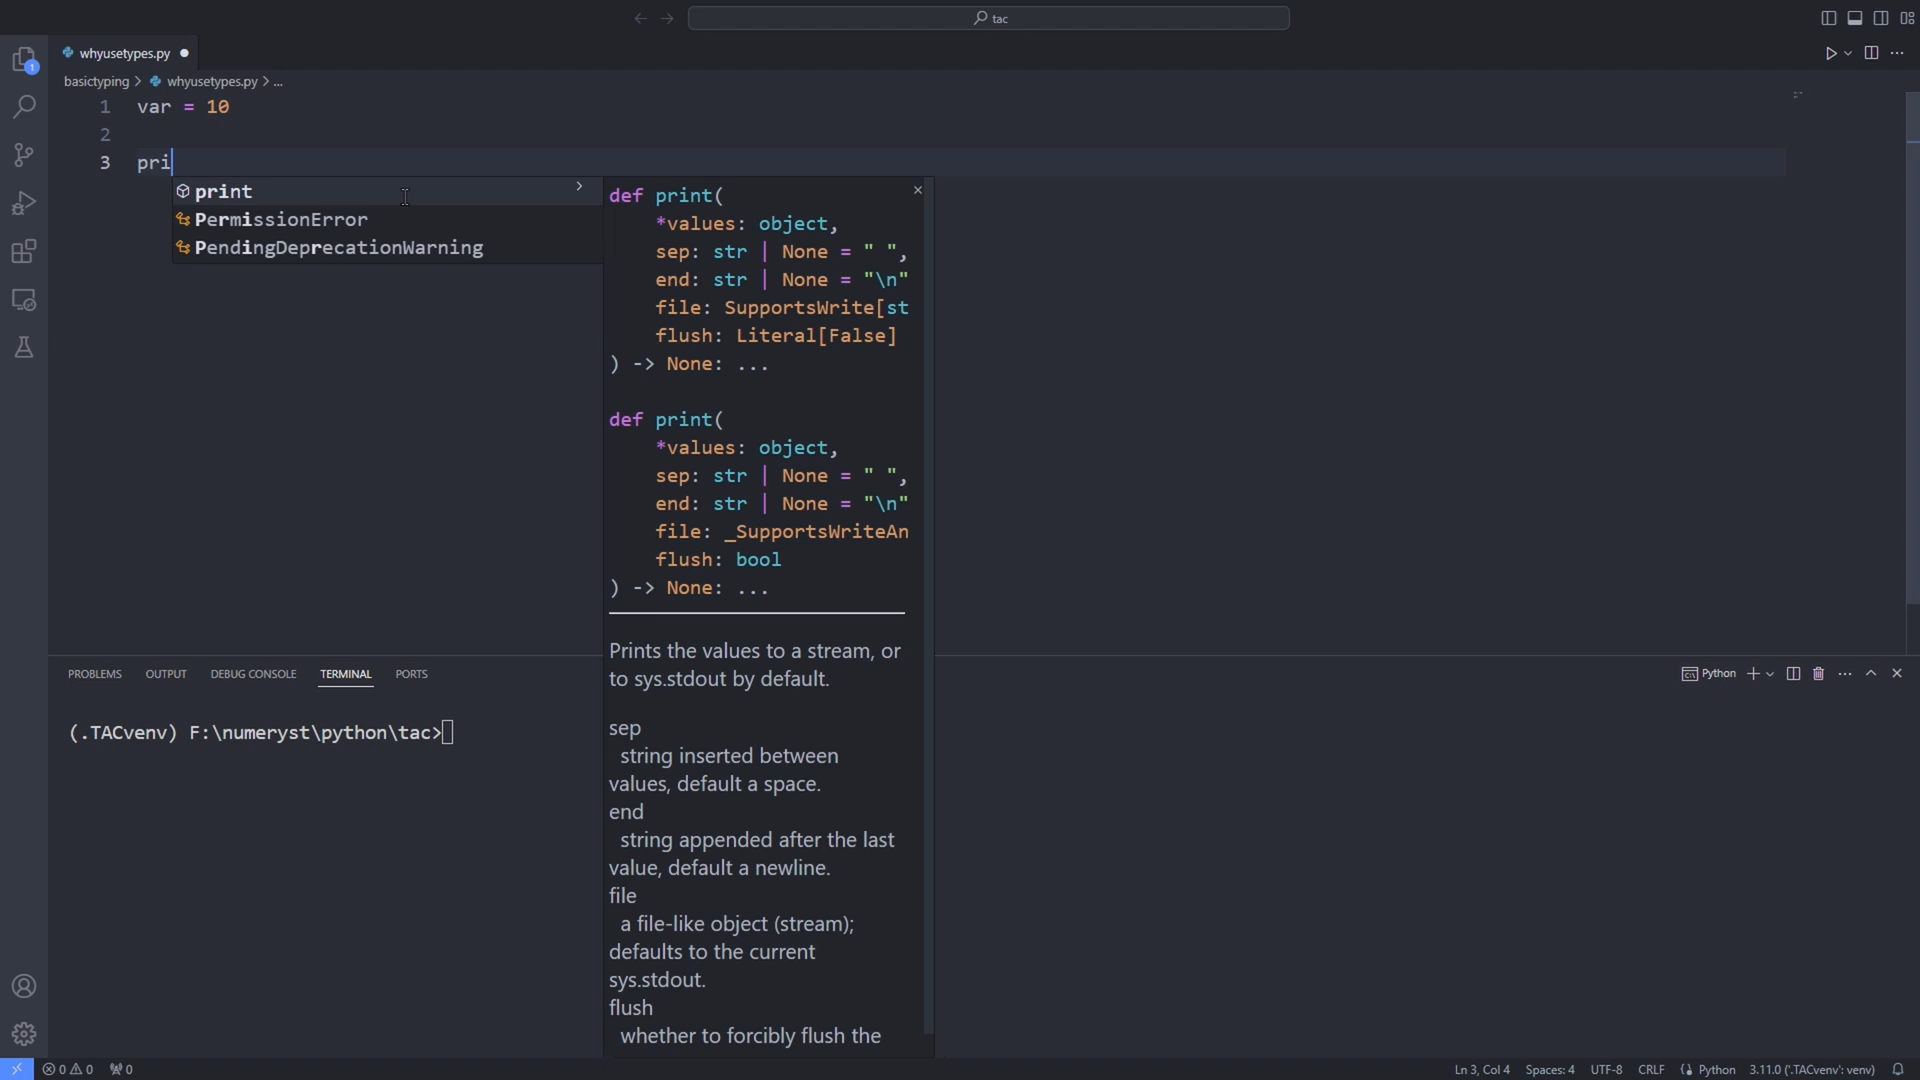 tac
whyusetypes.py
basictyping > whyusetypes.py > ...
1 var = 10
2
3 pri
print
PermissionError
PendingDeprecationWarning
def print(
*values: object,
sep: str | None = " ",
end: str | None = "\n"
file: SupportsWrite[st
flush: Literal[False]
) -> None: ...
def print(
*values: object,
sep: str | None = " ",
end: str | None = "\n"
file: _SupportsWriteAn
flush: bool
) -> None: ...
Prints the values to a stream, or
to sys.stdout by default.
sep
string inserted between
values, default a space.
end
string appended after the last
value, default a newline.
file
a file-like object (stream);
defaults to the current
sys.stdout.
flush
whether to forcibly flush the
PROBLEMS OUTPUT DEBUG CONSOLE TERMINAL PORTS Python
(.TACvenv) F:\numeryst\python\tac>
0 0 0 Ln 3, Col 4 Spaces: 4 UTF-8 CRLF Python 3.11.0 ('.TACvenv': venv)
1